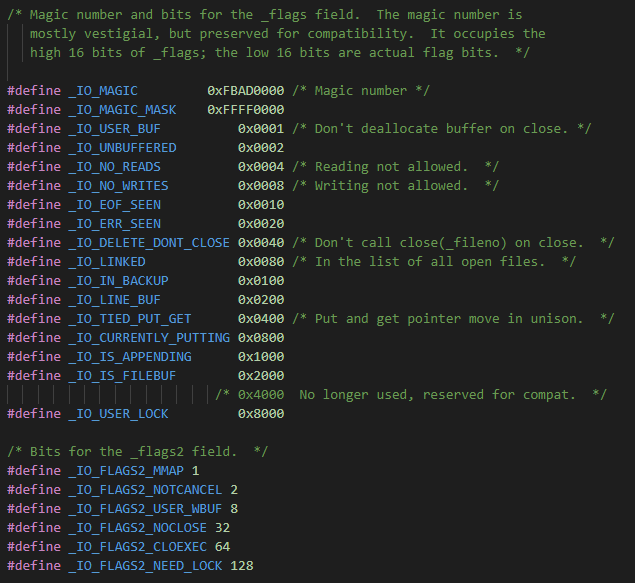 /* Magic number and bits for the _flags field.  The magic number is
   mostly vestigial, but preserved for compatibility.  It occupies the
   high 16 bits of _flags; the low 16 bits are actual flag bits.  */
#define _IO_MAGIC         0xFBAD0000 /* Magic number */
#define _IO_MAGIC_MASK    0xFFFF0000
#define _IO_USER_BUF          0x0001 /* Don't deallocate buffer on close. */
#define _IO_UNBUFFERED        0x0002
#define _IO_NO_READS          0x0004 /* Reading not allowed.  */
#define _IO_NO_WRITES         0x0008 /* Writing not allowed.  */
#define _IO_EOF_SEEN          0x0010
#define _IO_ERR_SEEN          0x0020
#define _IO_DELETE_DONT_CLOSE 0x0040 /* Don't call close(_fileno) on close.  */
#define _IO_LINKED            0x0080 /* In the list of all open files.  */
#define _IO_IN_BACKUP         0x0100
#define _IO_LINE_BUF          0x0200
#define _IO_TIED_PUT_GET      0x0400 /* Put and get pointer move in unison.  */
#define _IO_CURRENTLY_PUTTING 0x0800
#define _IO_IS_APPENDING      0x1000
#define _IO_IS_FILEBUF        0x2000
                           /* 0x4000  No longer used, reserved for compat.  */
#define _IO_USER_LOCK         0x8000
/* Bits for the _flags2 field.  */
#define _IO_FLAGS2_MMAP 1
#define _IO_FLAGS2_NOTCANCEL 2
#define _IO_FLAGS2_USER_WBUF 8
#define _IO_FLAGS2_NOCLOSE 32
#define _IO_FLAGS2_CLOEXEC 64
#define _IO_FLAGS2_NEED_LOCK 128